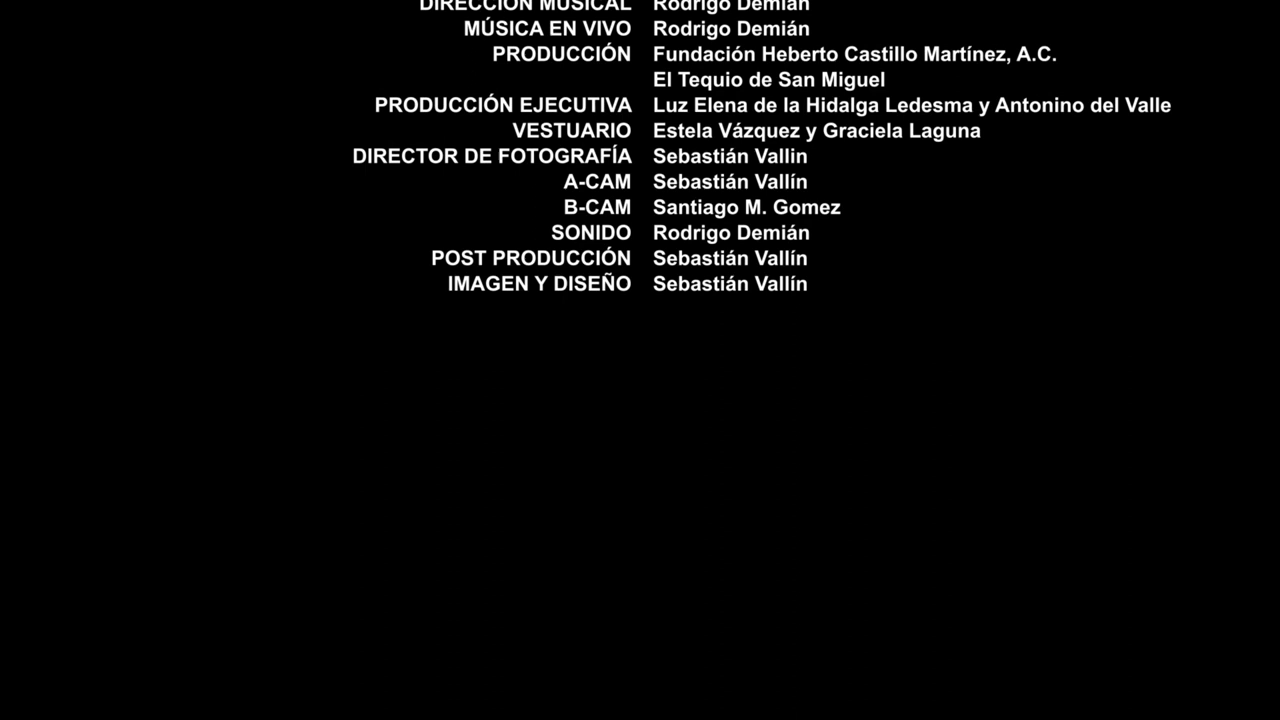 DIRECCIÓN MUSICAL Rodrigo Demián
MÚSICA EN VIVO Rodrigo Demián
PRODUCCIÓN Fundación Heberto Castillo Martínez, A.C.
El Tequio de San Miguel
PRODUCCIÓN EJECUTIVA Luz Elena de la Hidalga Ledesma y Antonino del Valle
VESTUARIO Estela Vázquez y Graciela Laguna
DIRECTOR DE FOTOGRAFÍA Sebastián Vallin
A-CAM Sebastián Vallín
B-CAM Santiago M. Gomez
SONIDO Rodrigo Demián
POST PRODUCCIÓN Sebastián Vallín
IMAGEN Y DISEÑO Sebastián Vallín